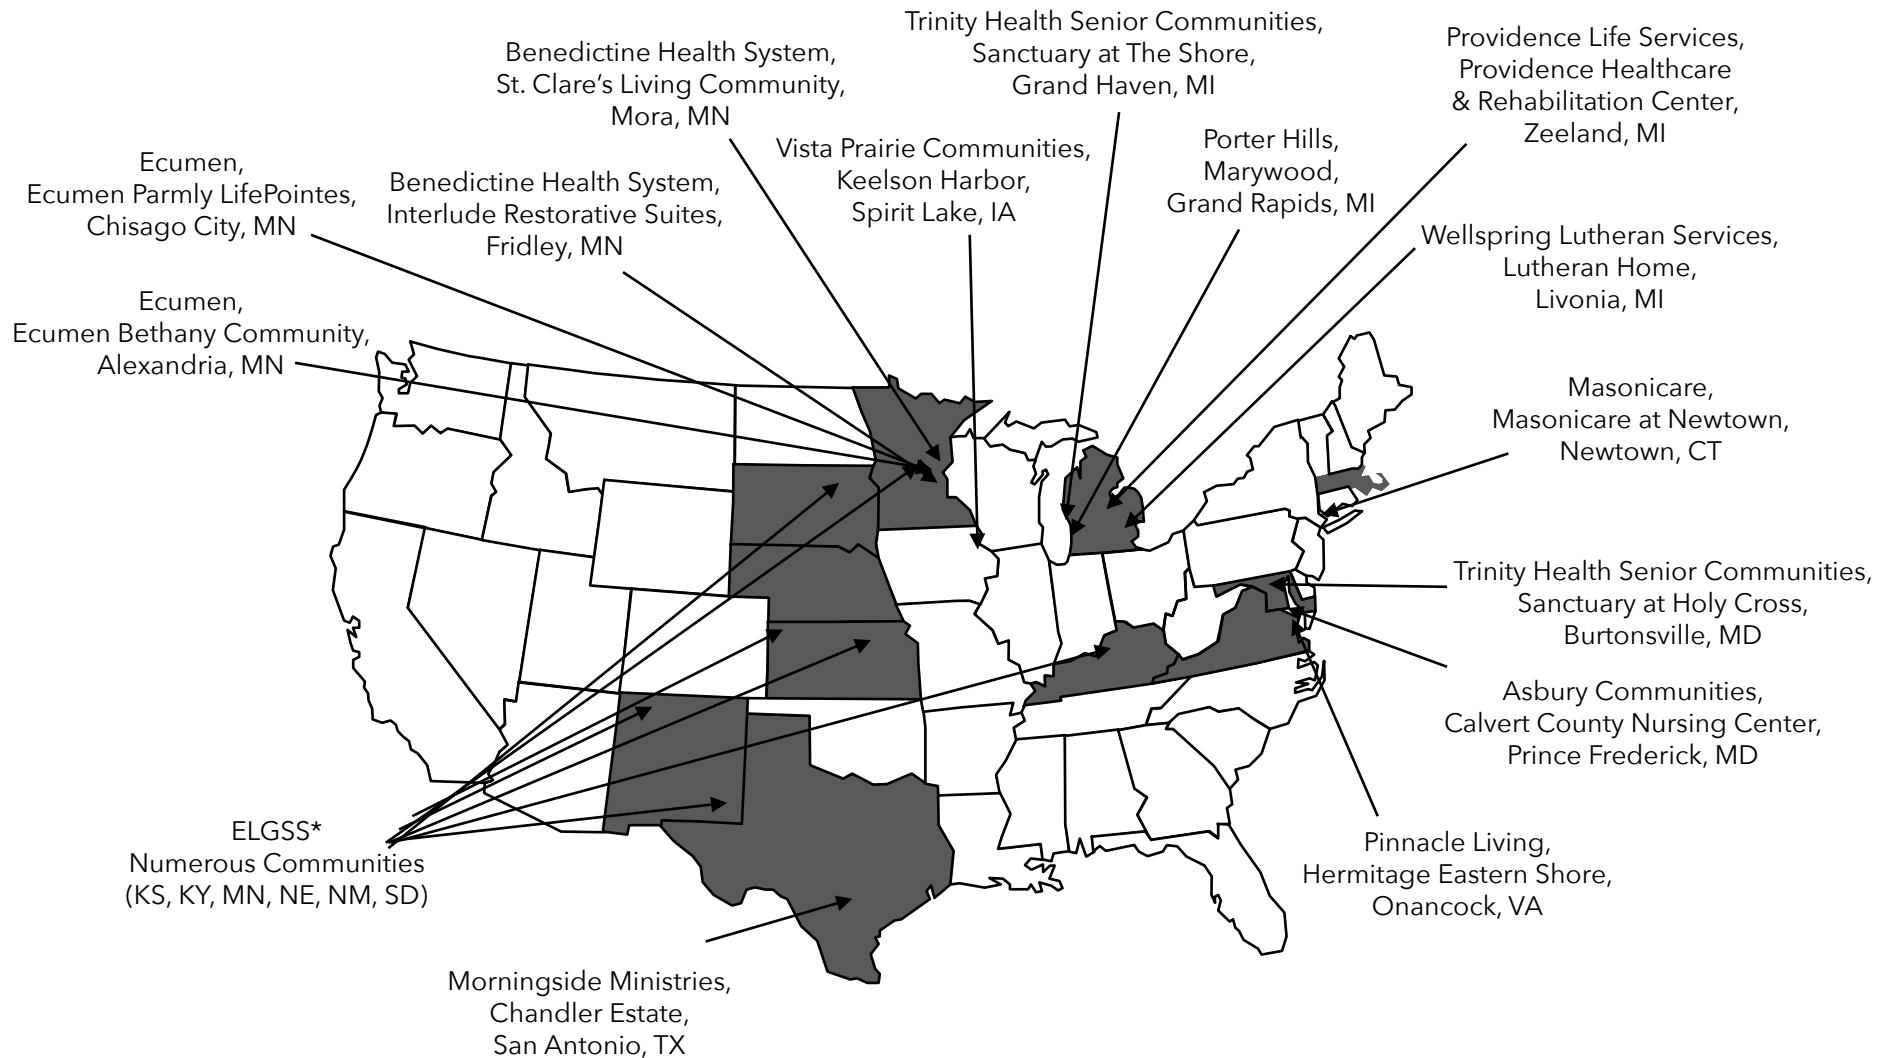 Trinity Health Senior Communities,
Sanctuary at The Shore,
Grand Haven, MI
Providence Life Services,
Providence Healthcare
& Rehabilitation Center,
Zeeland, MI
Benedictine Health System,
St. Clare’s Living Community,
Mora, MN
Porter Hills,
Marywood,
Grand Rapids, MI
Vista Prairie Communities,
Keelson Harbor,
Spirit Lake, IA
Ecumen,
Ecumen Parmly LifePointes,
Chisago City, MN
Benedictine Health System,
Interlude Restorative Suites,
Fridley, MN
Wellspring Lutheran Services,
Lutheran Home,
Livonia, MI
Ecumen,
Ecumen Bethany Community,
Alexandria, MN
Masonicare,
Masonicare at Newtown,
Newtown, CT
Trinity Health Senior Communities,
Sanctuary at Holy Cross,
Burtonsville, MD
Asbury Communities,
Calvert County Nursing Center,
Prince Frederick, MD
ELGSS*
Numerous Communities
(KS, KY, MN, NE, NM, SD)
Pinnacle Living,
Hermitage Eastern Shore,
Onancock, VA
Morningside Ministries,
Chandler Estate,
San Antonio, TX